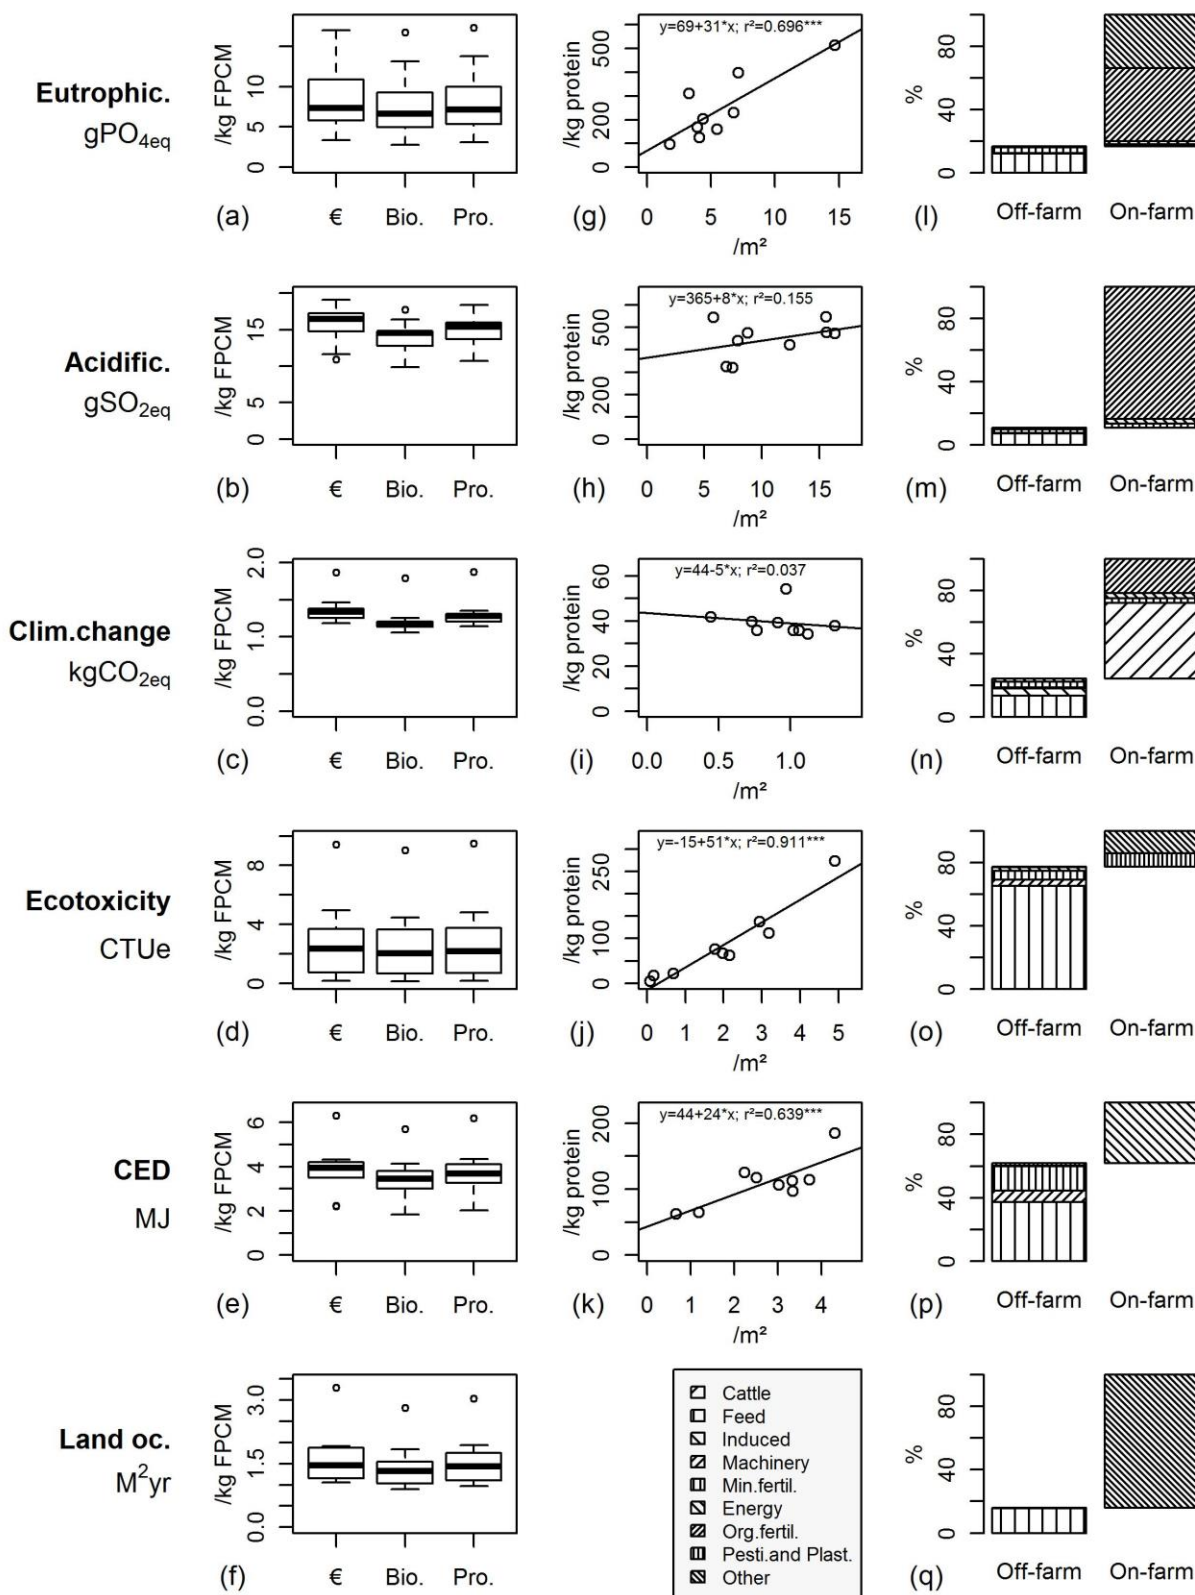 Eutrophic.
gPO4eq
/kg FPCM
0 5 10
(a) € Bio. Pro.
/kg protein
0 200 500
y=69+31*x; r²=0.696***
(g) 0 5 10 15
/m²
%
0 40 80
(l) Off-farm On-farm
Acidific.
gSO2eq
/kg FPCM
0 5 15
(b) € Bio. Pro.
/kg protein
0 200 500
y=365+8*x; r²=0.155
(h) 0 5 10 15
/m²
%
0 40 80
(m) Off-farm On-farm
Clim.change
kgCO2eq
/kg FPCM
0.0 1.0 2.0
(c) € Bio. Pro.
/kg protein
0 20 40 60
y=44-5*x; r²=0.037
(i) 0.0 0.5 1.0
/m²
%
0 40 80
(n) Off-farm On-farm
Ecotoxicity
CTUe
/kg FPCM
0 4 8
(d) € Bio. Pro.
/kg protein
0 100 250
y=-15+51*x; r²=0.911***
(j) 0 1 2 3 4 5
/m²
%
0 40 80
(o) Off-farm On-farm
CED
MJ
/kg FPCM
0 2 4 6
(e) € Bio. Pro.
/kg protein
0 100 200
y=44+24*x; r²=0.639***
(k) 0 1 2 3 4
/m²
%
0 40 80
(p) Off-farm On-farm
Land oc.
M²yr
/kg FPCM
0.0 1.5 3.0
(f) € Bio. Pro.
Cattle
Feed
Induced
Machinery
Min.fertil.
Energy
Org.fertil.
Pesti.and Plast.
Other
%
0 40 80
(q) Off-farm On-farm